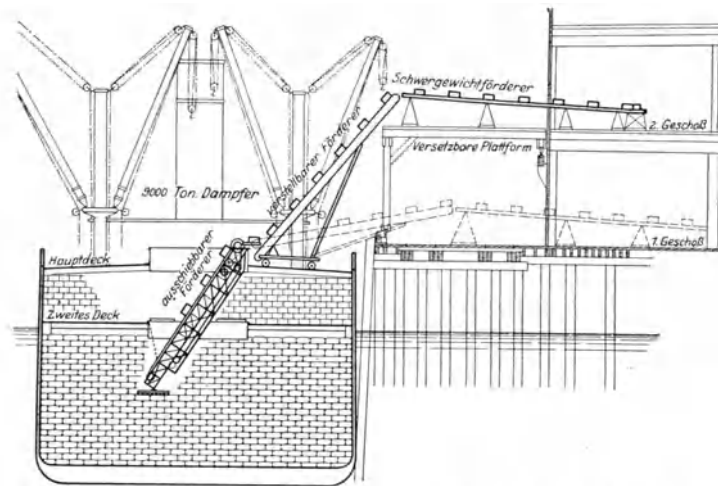 Schwergewichtförderer
2. Geschoß
Versetzbare Plattform
Verstellbarer Förderer
9000 Ton. Dampfer
1. Geschoß
ausschiebbarer
Förderer
Hauptdeck
Zweites Deck